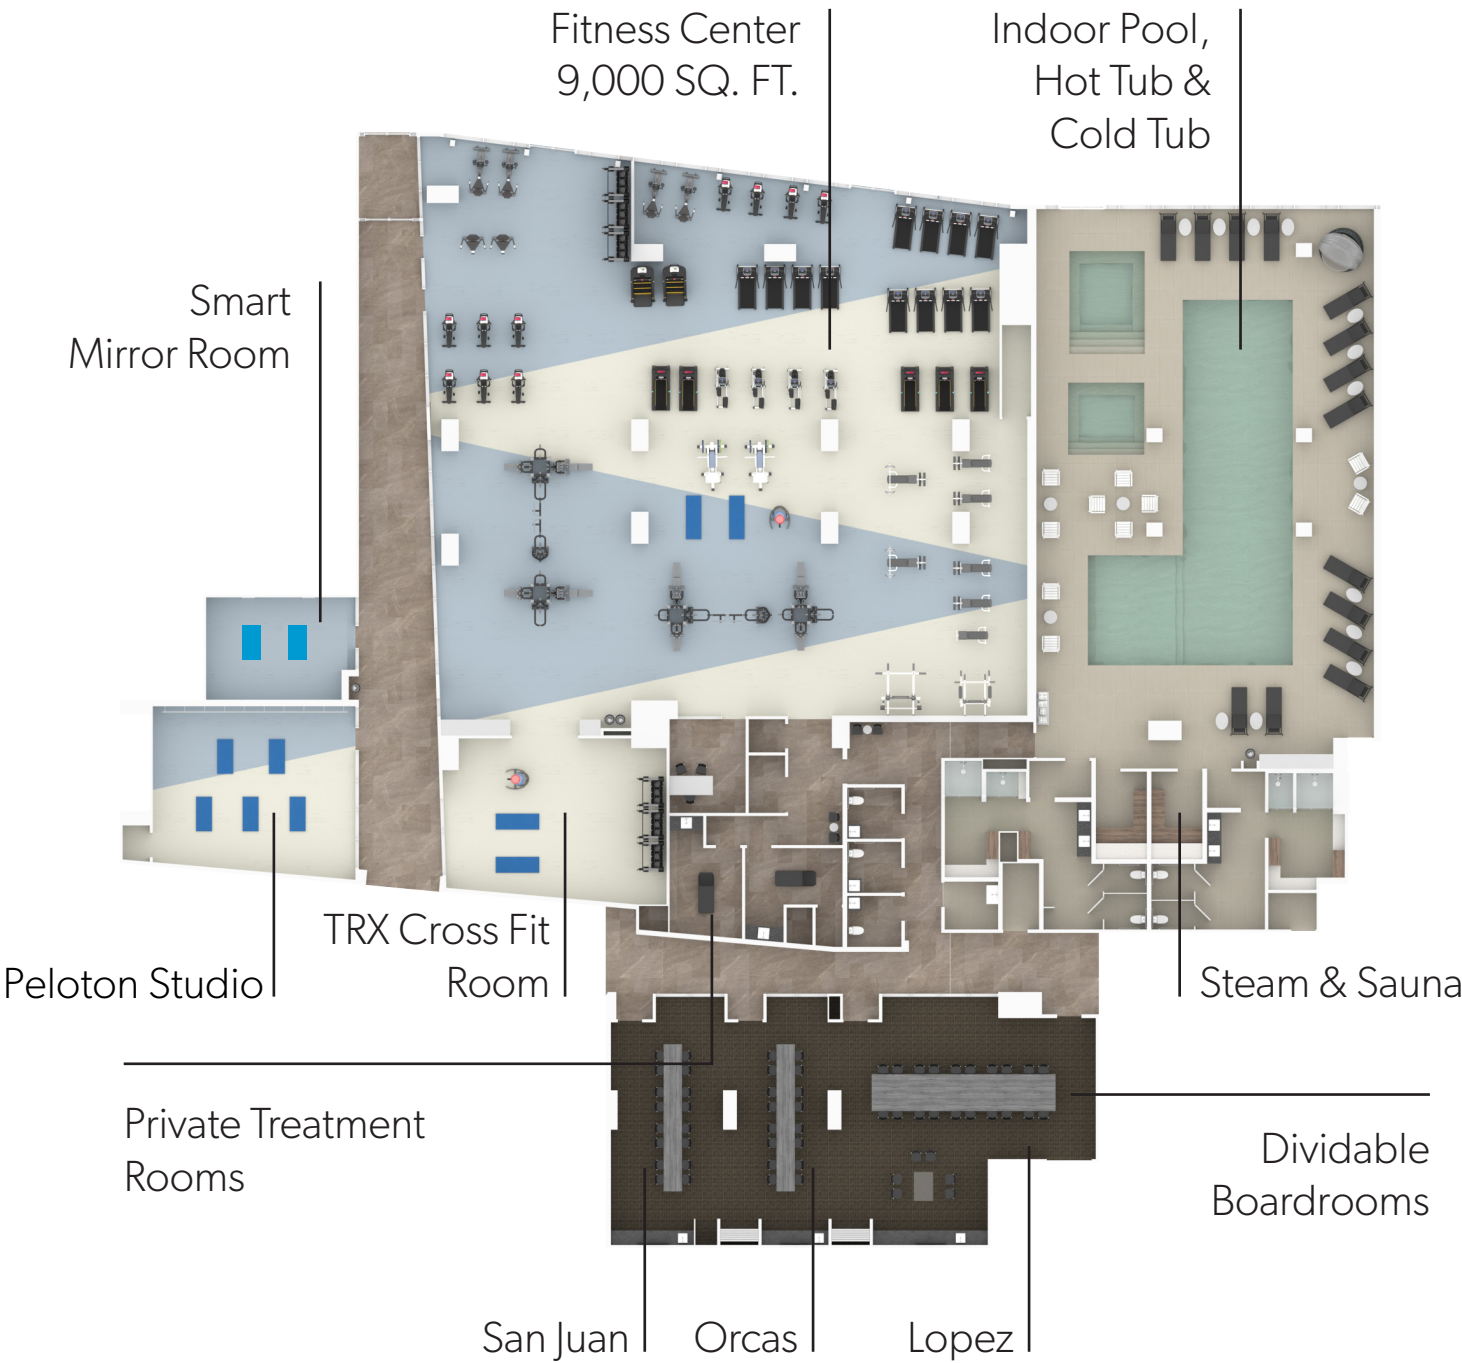 Fitness Center
9,000 SQ. FT.
Indoor Pool,
Hot Tub &
Cold Tub
Smart
Mirror Room
TRX Cross Fit
Room
Peloton Studio
Steam & Sauna
Private Treatment
Rooms
Dividable
Boardrooms
San Juan
Orcas
Lopez